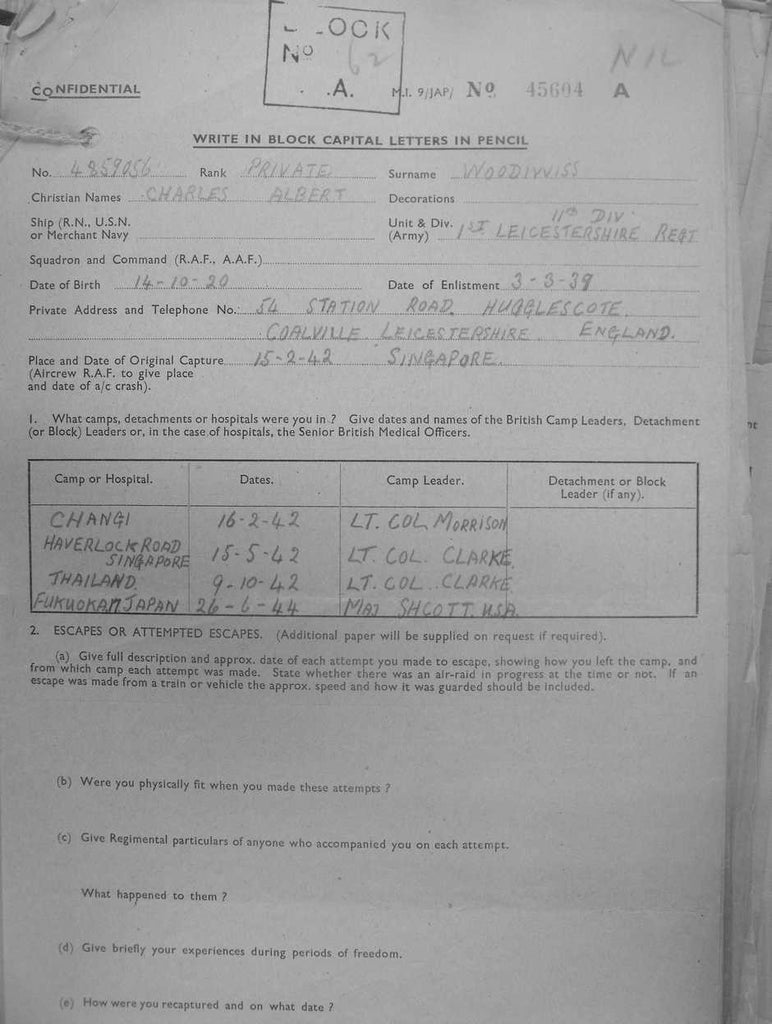 LOCK
Nº 62
A.
NIL
CONFIDENTIAL M.I. 9/JAP/ Nº 45604 A
WRITE IN BLOCK CAPITAL LETTERS IN PENCIL
No. 4859056 Rank PRIVATE Surname WOODIWISS
Christian Names CHARLES ALBERT Decorations
Ship (R.N., U.S.N. or Merchant Navy
Unit & Div. (Army) 1ST LEICESTERSHIRE REGT 11th DIV
Squadron and Command (R.A.F., A.A.F.)
Date of Birth 14-10-20 Date of Enlistment 3-3-39
Private Address and Telephone No. 54 STATION ROAD. HUGGLESCOTE.
COALVILLE LEICESTERSHIRE. ENGLAND.
Place and Date of Original Capture 15-2-42 SINGAPORE.
(Aircrew R.A.F. to give place
and date of a/c crash).
1. What camps, detachments or hospitals were you in ? Give dates and names of the British Camp Leaders, Detachment
(or Block) Leaders or, in the case of hospitals, the Senior British Medical Officers.
Camp or Hospital. Dates. Camp Leader. Detachment or Block
Leader (if any).
CHANGI 16-2-42 LT. COL MORRISON
HAVERLOCK ROAD
SINGAPORE 15-5-42 LT. COL. CLARKE
THAILAND. 9-10-42 LT. COL. CLARKE
FUKUOKA JAPAN 26-6-44 MAJ SHCOTT. USA
2. ESCAPES OR ATTEMPTED ESCAPES. (Additional paper will be supplied on request if required).
(a) Give full description and approx. date of each attempt you made to escape, showing how you left the camp, and
from which camp each attempt was made. State whether there was an air-raid in progress at the time or not. If an
escape was made from a train or vehicle the approx. speed and how it was guarded should be included.
(b) Were you physically fit when you made these attempts ?
(c) Give Regimental particulars of anyone who accompanied you on each attempt.
What happened to them ?
(d) Give briefly your experiences during periods of freedom.
(e) How were you recaptured and on what date ?